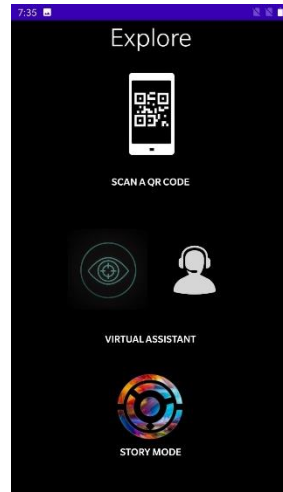 7:35
Explore
SCAN A QR CODE
VIRTUAL ASSISTANT
STORY MODE